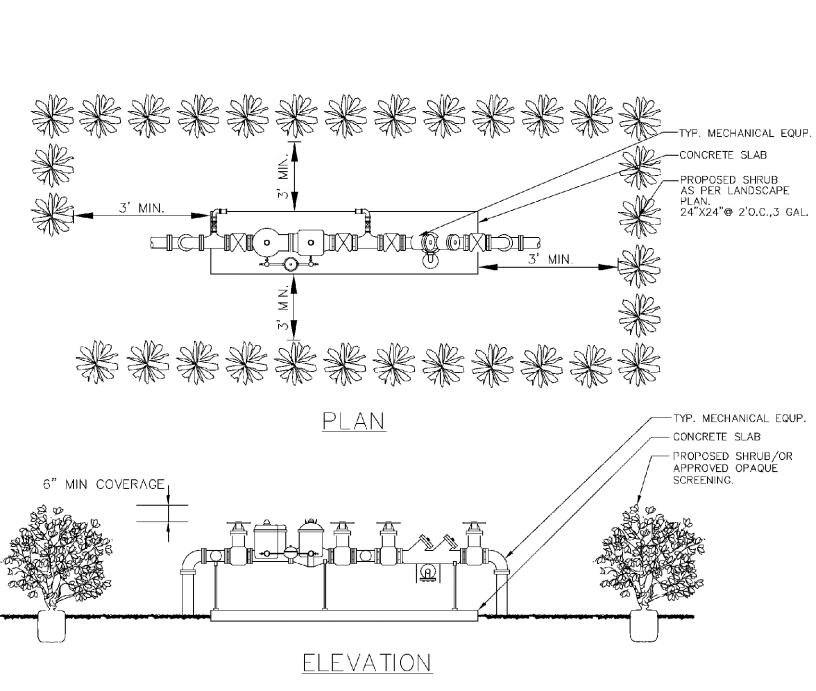 TYP. MECHANICAL EQUP.
CONCRETE SLAB
PROPOSED SHRUB
AS PER LANDSCAPE
PLAN.
24"X24"@ 2'O.C.,3 GAL.
3' MIN.
3' MIN.
3' MIN.
3' MIN.
PLAN
TYP. MECHANICAL EQUP.
CONCRETE SLAB
PROPOSED SHRUB/OR
APPROVED OPAQUE
SCREENING.
6" MIN COVERAGE
ELEVATION